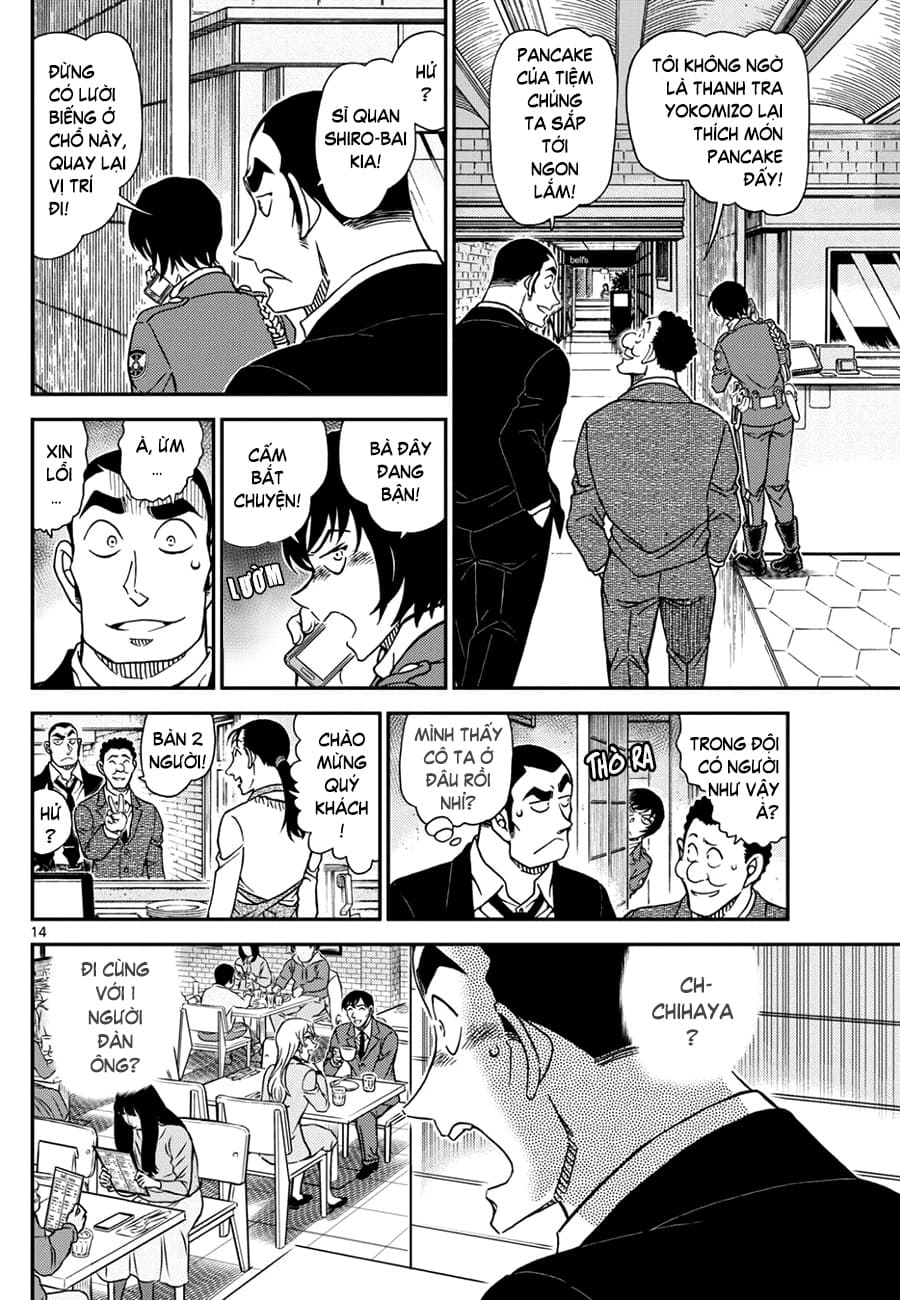 TÔI KHÔNG NGỜ
LÀ THANH TRA
YOKOMIZO LẠI
THÍCH MÓN
PANCAKE
ĐẤY!
PANCAKE
CỦA TIỆM
CHÚNG
TA SẮP
TỚI
NGON
LẮM!
bell's
HỨ
?
SĨ QUAN
SHIRO-BAI
KIA!
ĐỪNG
CÓ LƯỜI
BIẾNG Ở
CHỔ NÀY,
QUAY LẠI
VỊ TRÍ
ĐI!
BÀ ĐÂY
ĐANG
BẬN!
CẤM
BẮT
CHUYỆN!
LƯỜM
À, ỪM
...
XIN
LỒI
...
TRONG ĐỘI
CÓ NGƯỜI
NHƯ VẬY
À?
THÒ RA
MÌNH THẤY
CÔ TA Ở
ĐÂU RỒI
NHỈ?
CHÀO
MỪNG
QUÝ
KHÁCH
!
BÀN 2
NGƯỜI!
HỨ
?
14
CH-
CHIHAYA
?
ĐI CÙNG
VỚI 1
NGƯỜI
ĐÀN
ÔNG?